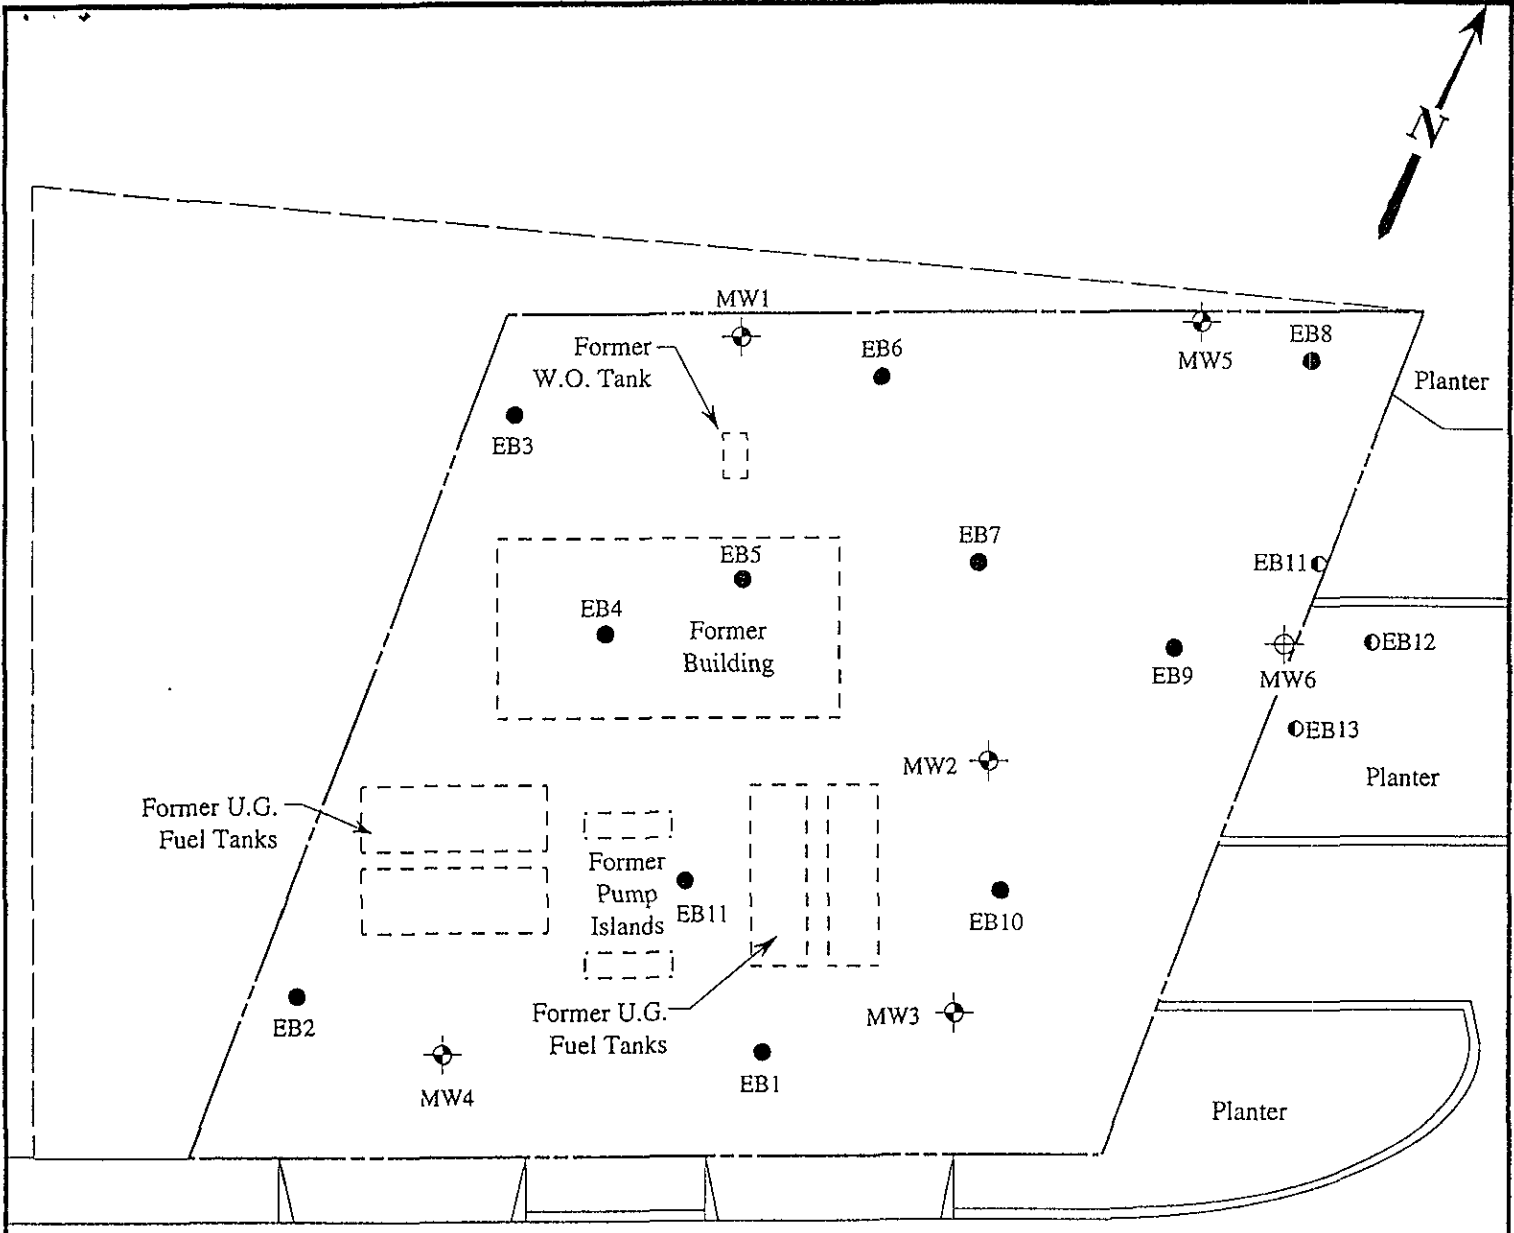 N
MW1
Former
W.O. Tank
EB6
MW5
EB8
Planter
EB3
EB7
EB5
EB4
Former
Building
EB11
EB12
EB9
MW6
EB13
MW2
Planter
Former U.G.
Fuel Tanks
Former
Pump
Islands
EB11
EB10
Former U.G.
Fuel Tanks
MW3
EB2
MW4
EB1
Planter